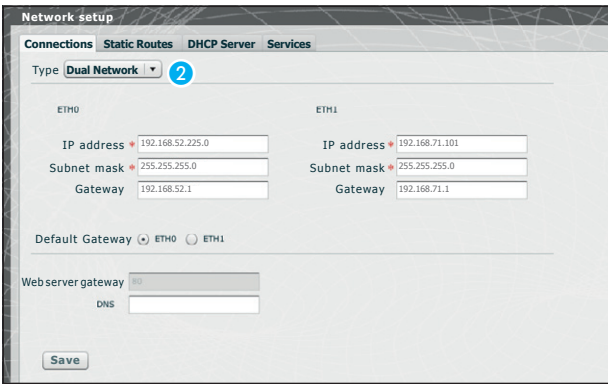 Network setup
Connections Static Routes DHCP Server Services
Type Dual Network 2
ETH0 ETH1
IP address * 192.168.52.225.0 IP address * 192.168.71.101
Subnet mask * 255.255.255.0 Subnet mask * 255.255.255.0
Gateway 192.168.52.1 Gateway 192.168.71.1
Default Gateway ETH0 ETH1
Web server gateway 80
DNS
Save